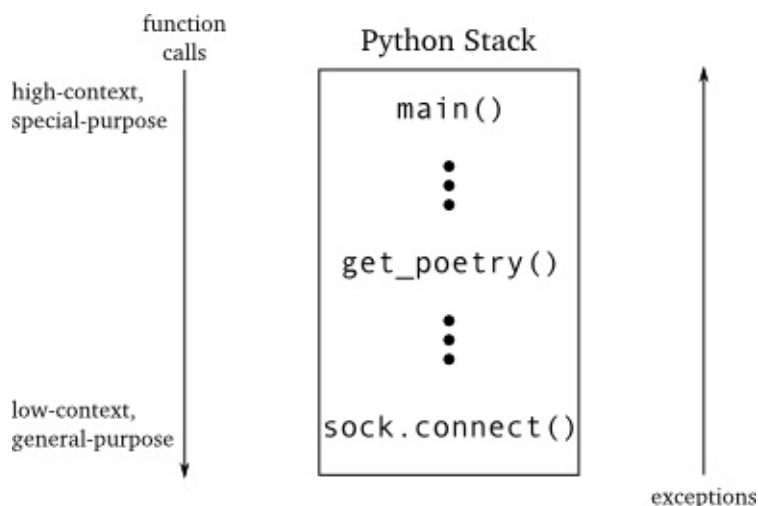 function
calls
Python Stack
high-context,
special-purpose
main()
get_poetry()
low-context,
general-purpose
sock.connect()
exceptions